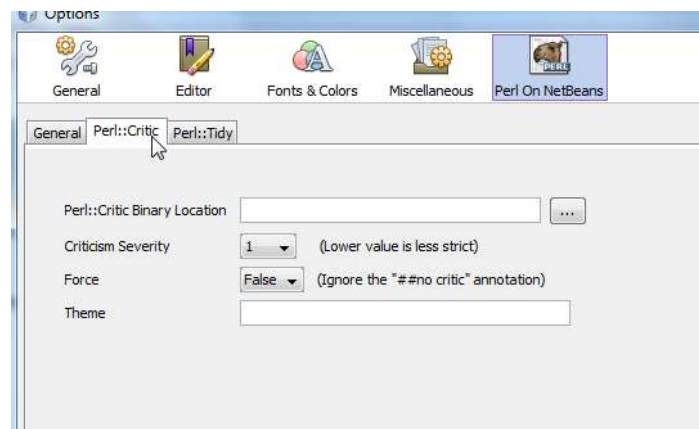 Options
General Editor Fonts & Colors Miscellaneous Perl On NetBeans
General Perl::Critic Perl::Tidy
Perl::Critic Binary Location ...
Criticism Severity 1 (Lower value is less strict)
Force False (Ignore the "##no critic" annotation)
Theme